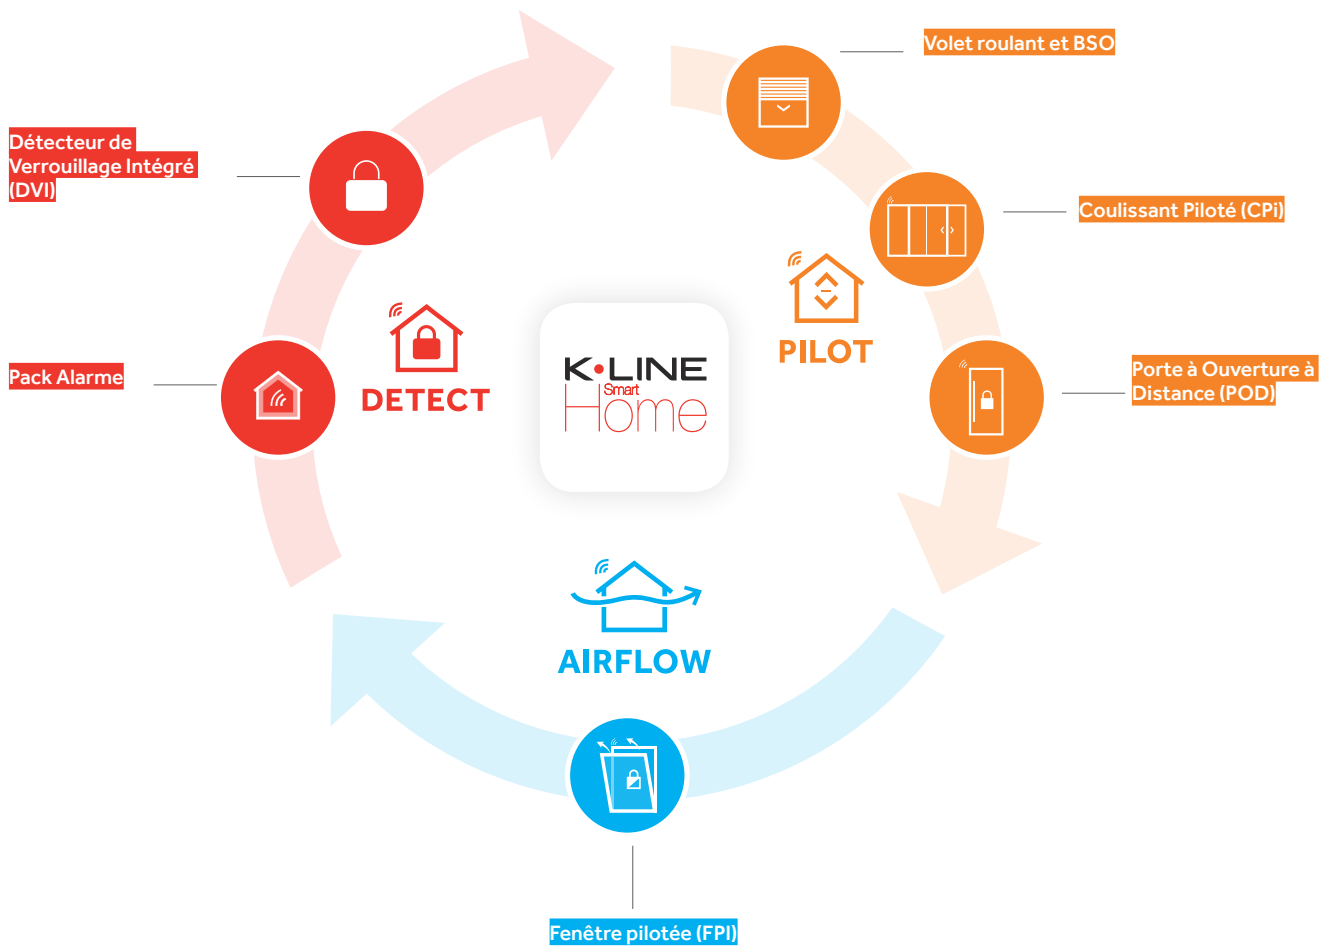 Volet roulant et BSO
Détecteur de
Verrouillage Intégré
(DVI)
Coulissant Piloté (CPi)
PILOT
K•LINE
Smart
Home
DETECT
Pack Alarme
Porte à Ouverture à
Distance (POD)
AIRFLOW
Fenêtre pilotée (FPI)